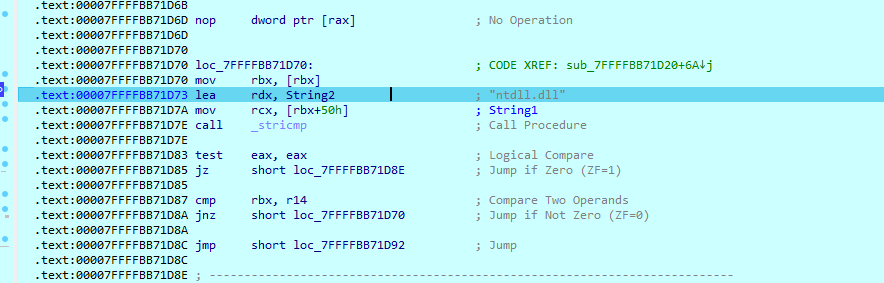 .text:00007FFFFBB71D6B
.text:00007FFFFBB71D6D nop     dword ptr [rax]                 ; No Operation
.text:00007FFFFBB71D6D
.text:00007FFFFBB71D70
.text:00007FFFFBB71D70 loc_7FFFFBB71D70:                       ; CODE XREF: sub_7FFFFBB71D20+6A↓j
.text:00007FFFFBB71D70 mov     rbx, [rbx]
.text:00007FFFFBB71D73 lea     rdx, String2                    ; "ntdll.dll"
.text:00007FFFFBB71D7A mov     rcx, [rbx+50h]                  ; String1
.text:00007FFFFBB71D7E call    _stricmp                        ; Call Procedure
.text:00007FFFFBB71D7E
.text:00007FFFFBB71D83 test    eax, eax                        ; Logical Compare
.text:00007FFFFBB71D85 jz      short loc_7FFFFBB71D8E          ; Jump if Zero (ZF=1)
.text:00007FFFFBB71D85
.text:00007FFFFBB71D87 cmp     rbx, r14                        ; Compare Two Operands
.text:00007FFFFBB71D8A jnz     short loc_7FFFFBB71D70          ; Jump if Not Zero (ZF=0)
.text:00007FFFFBB71D8A
.text:00007FFFFBB71D8C jmp     short loc_7FFFFBB71D92          ; Jump
.text:00007FFFFBB71D8C
.text:00007FFFFBB71D8E ; ---------------------------------------------------------------------------